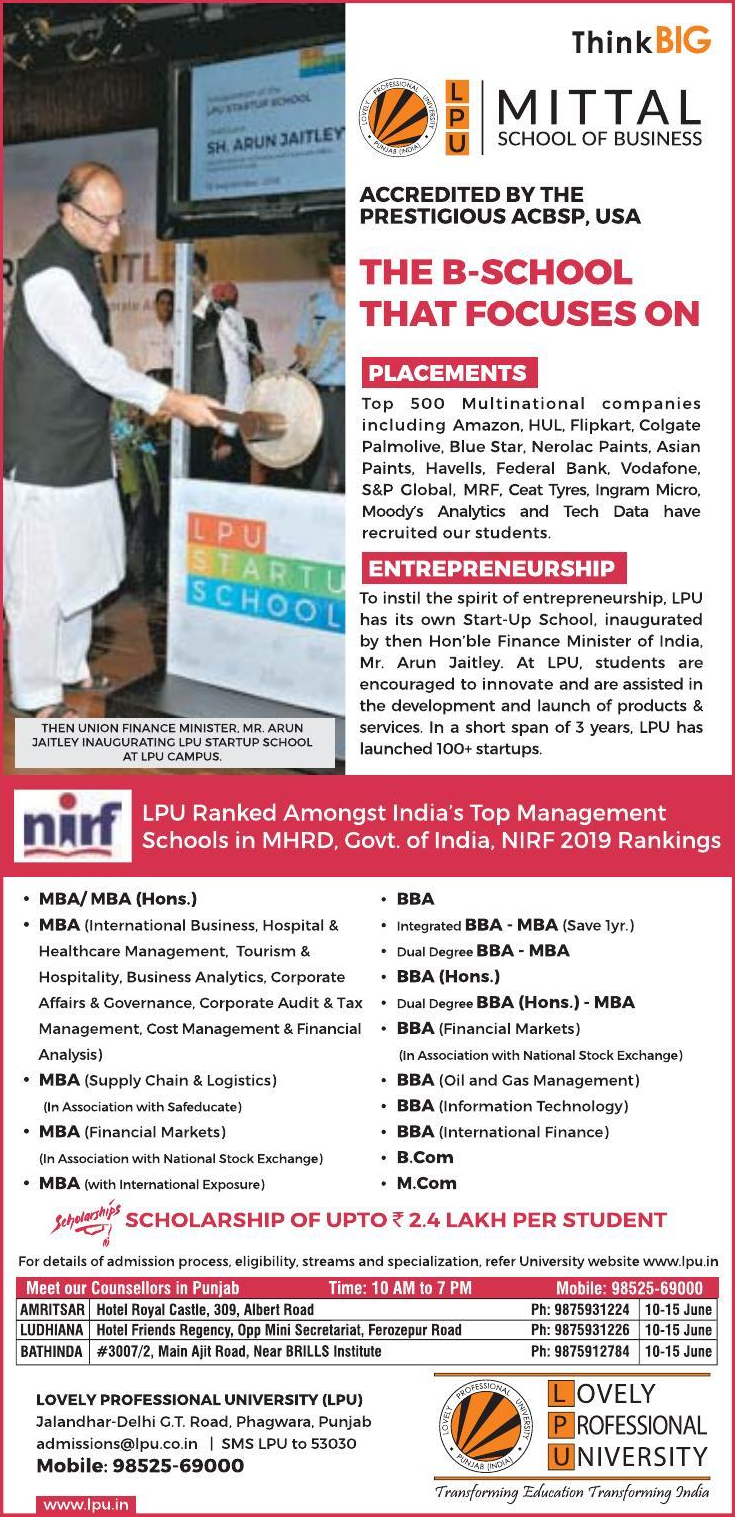 Think BIG
LOVELY PROFESSIONAL UNIVERSITY
PUNJAB (INDIA)
LPU
MITTAL
SCHOOL OF BUSINESS
LPU STARTUP SCHOOL
SH. ARUN JAITLEY
ACCREDITED BY THE
PRESTIGIOUS ACBSP, USA
THE B-SCHOOL
THAT FOCUSES ON
PLACEMENTS
Top 500 Multinational companies
including Amazon, HUL, Flipkart, Colgate
Palmolive, Blue Star, Nerolac Paints, Asian
Paints, Havells, Federal Bank, Vodafone,
S&P Global, MRF, Ceat Tyres, Ingram Micro,
Moody's Analytics and Tech Data have
recruited our students.
LPU
STARTU
SCHOOL
ENTREPRENEURSHIP
To instil the spirit of entrepreneurship, LPU
has its own Start-Up School, inaugurated
by then Hon'ble Finance Minister of India,
Mr. Arun Jaitley. At LPU, students are
encouraged to innovate and are assisted in
the development and launch of products &
services. In a short span of 3 years, LPU has
launched 100+ startups.
THEN UNION FINANCE MINISTER, MR. ARUN
JAITLEY INAUGURATING LPU STARTUP SCHOOL
AT LPU CAMPUS.
nirf
LPU Ranked Amongst India's Top Management
Schools in MHRD, Govt. of India, NIRF 2019 Rankings
• MBA/ MBA (Hons.)
• MBA (International Business, Hospital &
Healthcare Management, Tourism &
Hospitality, Business Analytics, Corporate
Affairs & Governance, Corporate Audit & Tax
Management, Cost Management & Financial
Analysis)
• MBA (Supply Chain & Logistics)
(In Association with Safeducate)
• MBA (Financial Markets)
(In Association with National Stock Exchange)
• MBA (with International Exposure)
• BBA
• Integrated BBA - MBA (Save 1yr.)
• Dual Degree BBA - MBA
• BBA (Hons.)
• Dual Degree BBA (Hons.) - MBA
• BBA (Financial Markets)
(In Association with National Stock Exchange)
• BBA (Oil and Gas Management)
• BBA (Information Technology)
• BBA (International Finance)
• B.Com
• M.Com
Scholarships SCHOLARSHIP OF UPTO ₹ 2.4 LAKH PER STUDENT
For details of admission process, eligibility, streams and specialization, refer University website www.lpu.in
Meet our Counsellors in Punjab Time: 10 AM to 7 PM Mobile: 98525-69000
AMRITSAR Hotel Royal Castle, 309, Albert Road Ph: 9875931224 10-15 June
LUDHIANA Hotel Friends Regency, Opp Mini Secretariat, Ferozepur Road Ph: 9875931226 10-15 June
BATHINDA #3007/2, Main Ajit Road, Near BRILLS Institute Ph: 9875912784 10-15 June
LOVELY PROFESSIONAL UNIVERSITY (LPU)
Jalandhar-Delhi G.T. Road, Phagwara, Punjab
admissions@lpu.co.in | SMS LPU to 53030
Mobile: 98525-69000
www.lpu.in
LOVELY PROFESSIONAL UNIVERSITY
PUNJAB (INDIA)
LOVELY
PROFESSIONAL
UNIVERSITY
Transforming Education Transforming India